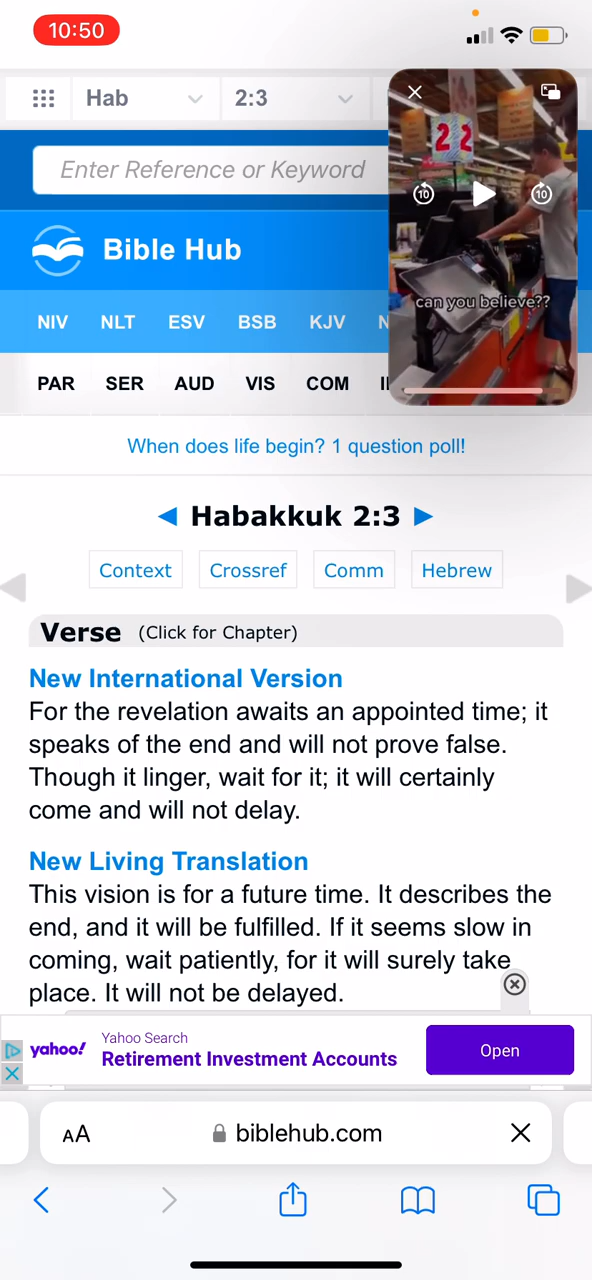 10:50
Hab 2:3
22
10 10
can you believe??
Enter Reference or Keyword
Bible Hub
NIV NLT ESV BSB KJV
PAR SER AUD VIS COM
When does life begin? 1 question poll!
Habakkuk 2:3
Context Crossref Comm Hebrew
Verse (Click for Chapter)
New International Version
For the revelation awaits an appointed time; it
speaks of the end and will not prove false.
Though it linger, wait for it; it will certainly
come and will not delay.
New Living Translation
This vision is for a future time. It describes the
end, and it will be fulfilled. If it seems slow in
coming, wait patiently, for it will surely take
place. It will not be delayed.
yahoo!
Yahoo Search
Retirement Investment Accounts
Open
AA biblehub.com